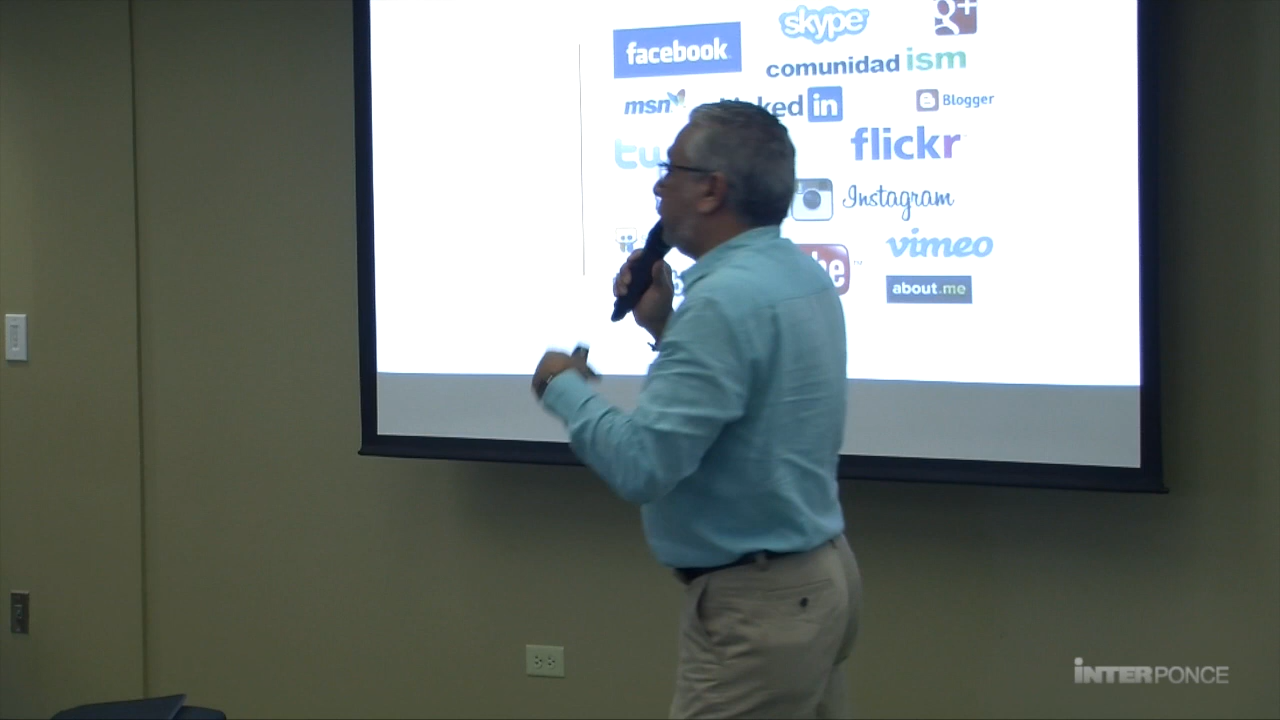 skype
g+
facebook
comunidad ism
msn
in
Blogger
flickr
Instagram
vimeo
about.me
iNTERPONCE